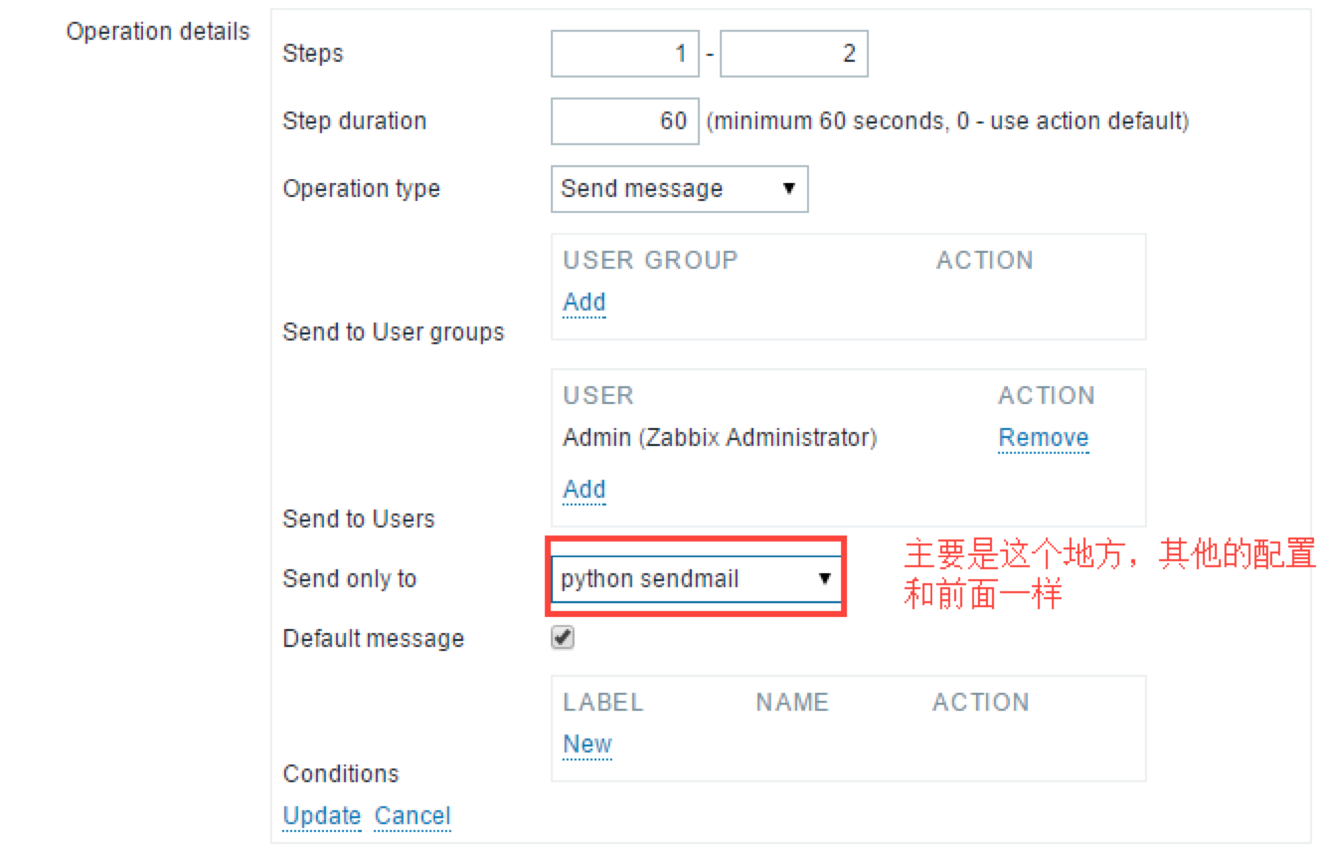 Operation details
Steps 1 - 2
Step duration 60 (minimum 60 seconds, 0 - use action default)
Operation type Send message
USER GROUP ACTION
Add
Send to User groups
USER ACTION
Admin (Zabbix Administrator) Remove
Add
Send to Users
Send only to python sendmail
主要是这个地方，其他的配置
和前面一样
Default message
LABEL NAME ACTION
New
Conditions
Update Cancel